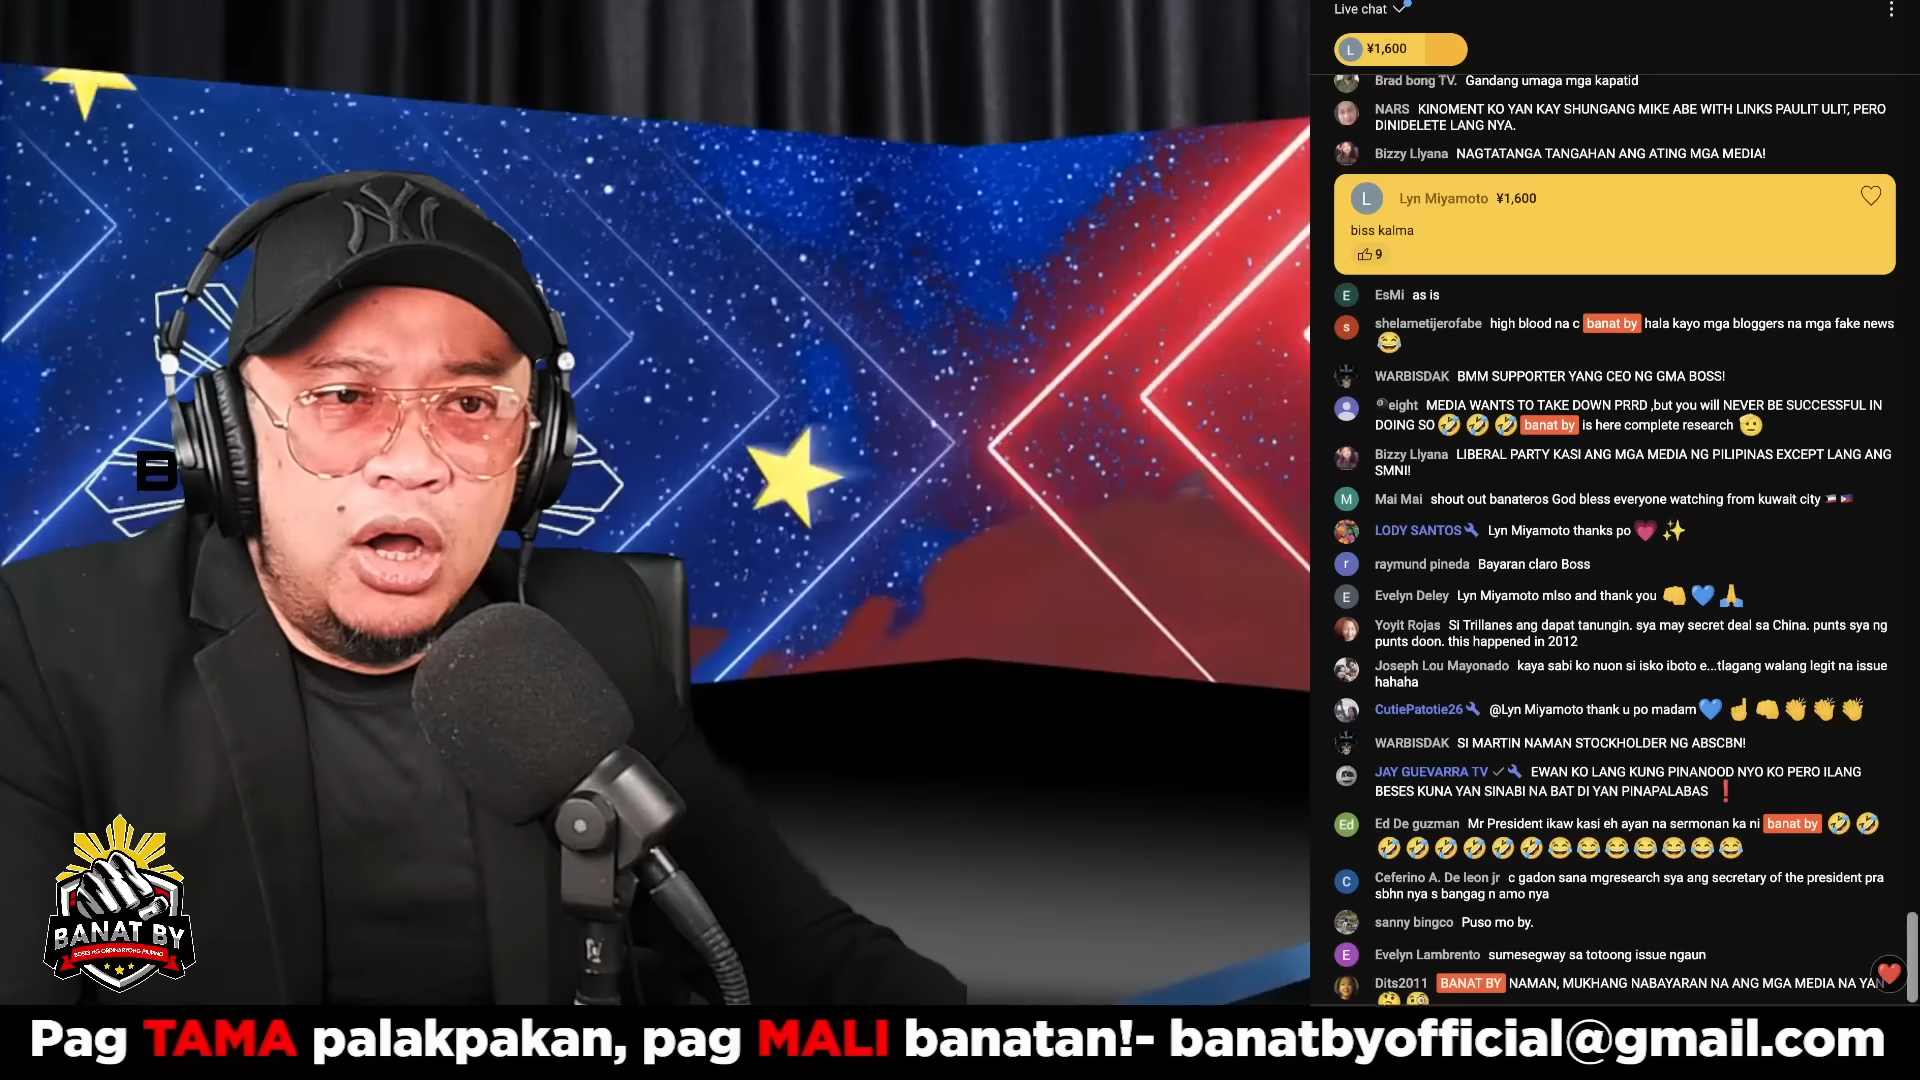 Live chat
L ¥1,600
Brad bong TV. Gandang umaga mga kapatid
NARS KINOMENT KO YAN KAY SHUNGANG MIKE ABE WITH LINKS PAULIT ULIT, PERO
DINIDELETE LANG NYA.
Bizzy Llyana NAGTATANGA TANGAHAN ANG ATING MGA MEDIA!
L Lyn Miyamoto ¥1,600
biss kalma
9
E EsMi as is
s shelametijerofabe high blood na c banat by hala kayo mga bloggers na mga fake news
😂
WARBISDAK BMM SUPPORTER YANG CEO NG GMA BOSS!
🎱eight MEDIA WANTS TO TAKE DOWN PRRD ,but you will NEVER BE SUCCESSFUL IN
DOING SO 🤣 🤣 🤣 banat by is here complete research 🫡
Bizzy Llyana LIBERAL PARTY KASI ANG MGA MEDIA NG PILIPINAS EXCEPT LANG ANG
SMNI!
M Mai Mai shout out banateros God bless everyone watching from kuwait city 🇰🇼 🇵🇭
LODY SANTOS Lyn Miyamoto thanks po 💗 ✨
r raymund pineda Bayaran claro Boss
E Evelyn Deley Lyn Miyamoto mlso and thank you 👊 💙 🙏
Yoyit Rojas Si Trillanes ang dapat tanungin. sya may secret deal sa China. punts sya ng
punts doon. this happened in 2012
Joseph Lou Mayonado kaya sabi ko nuon si isko iboto e...tlagang walang legit na issue
hahaha
CutiePatotie26 @Lyn Miyamoto thank u po madam 💙 ☝ 👊 👏 👏 👏
WARBISDAK SI MARTIN NAMAN STOCKHOLDER NG ABSCBN!
JAY GUEVARRA TV EWAN KO LANG KUNG PINANOOD NYO KO PERO ILANG
BESES KUNA YAN SINABI NA BAT DI YAN PINAPALABAS ❗
Ed Ed De guzman Mr President ikaw kasi eh ayan na sermonan ka ni banat by 🤣 🤣
🤣 🤣 🤣 🤣 🤣 🤣 😂 😂 😂 😂 😂 😂 😂
C Ceferino A. De leon jr c gadon sana mgresearch sya ang secretary of the president pra
sbhn nya s bangag n amo nya
sanny bingco Puso mo by.
E Evelyn Lambrento sumesegway sa totoong issue ngaun
Dits2011 BANAT BY NAMAN, MUKHANG NABAYARAN NA ANG MGA MEDIA NA YAN
🤔 🧐
NY
BANAT BY
BOSES NG ORDINARYONG PILIPINO
Pag TAMA palakpakan, pag MALI banatan!- banatbyofficial@gmail.com